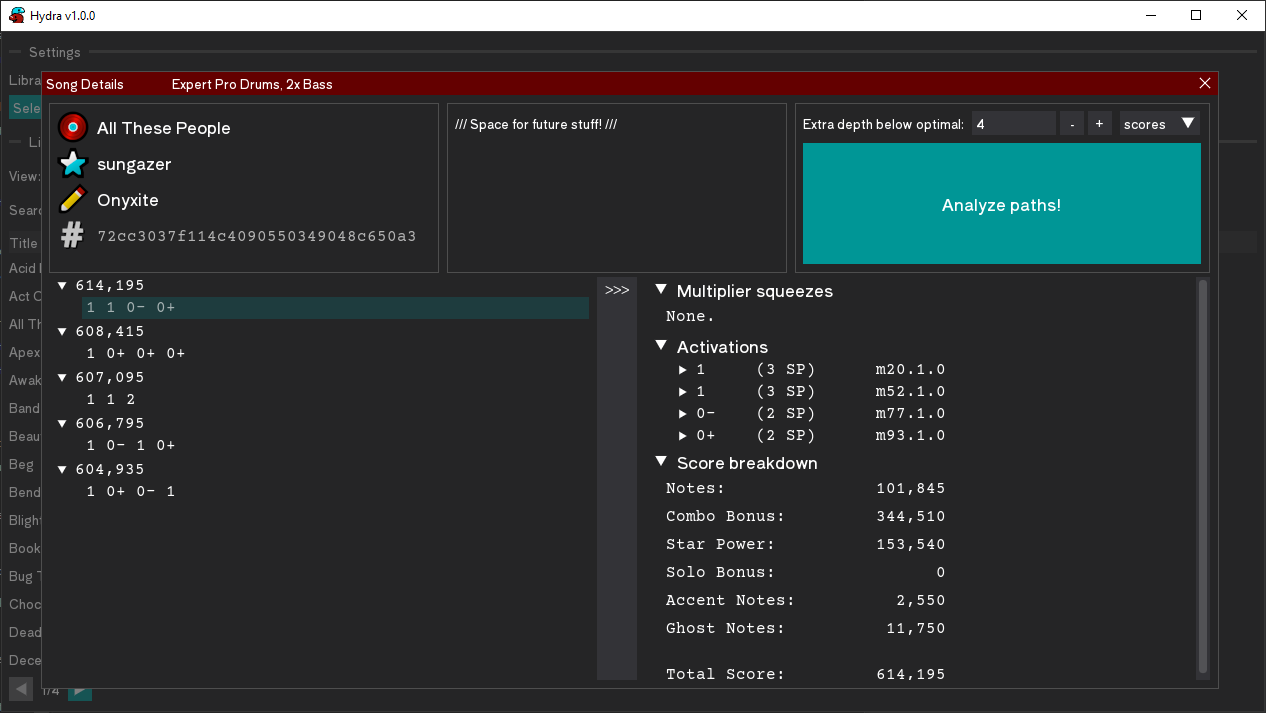 Hydra v1.0.0
Settings
Libra
Song Details Expert Pro Drums, 2x Bass
Sele
Li
View:
Searc
Title
Acid
Act C
All Th
Apex
Awak
Band
Beau
Beg
Bend
Blight
Book
Bug T
Choc
Dead
Dece
1/4
All These People
sungazer
Onyxite
# 72cc3037f114c4090550349048c650a3
/// Space for future stuff! ///
Extra depth below optimal: 4 - + scores
Analyze paths!
614,195
1 1 0- 0+
608,415
1 0+ 0+ 0+
607,095
1 1 2
606,795
1 0- 1 0+
604,935
1 0+ 0- 1
>>>
Multiplier squeezes
None.
Activations
1 (3 SP) m20.1.0
1 (3 SP) m52.1.0
0- (2 SP) m77.1.0
0+ (2 SP) m93.1.0
Score breakdown
Notes: 101,845
Combo Bonus: 344,510
Star Power: 153,540
Solo Bonus: 0
Accent Notes: 2,550
Ghost Notes: 11,750
Total Score: 614,195